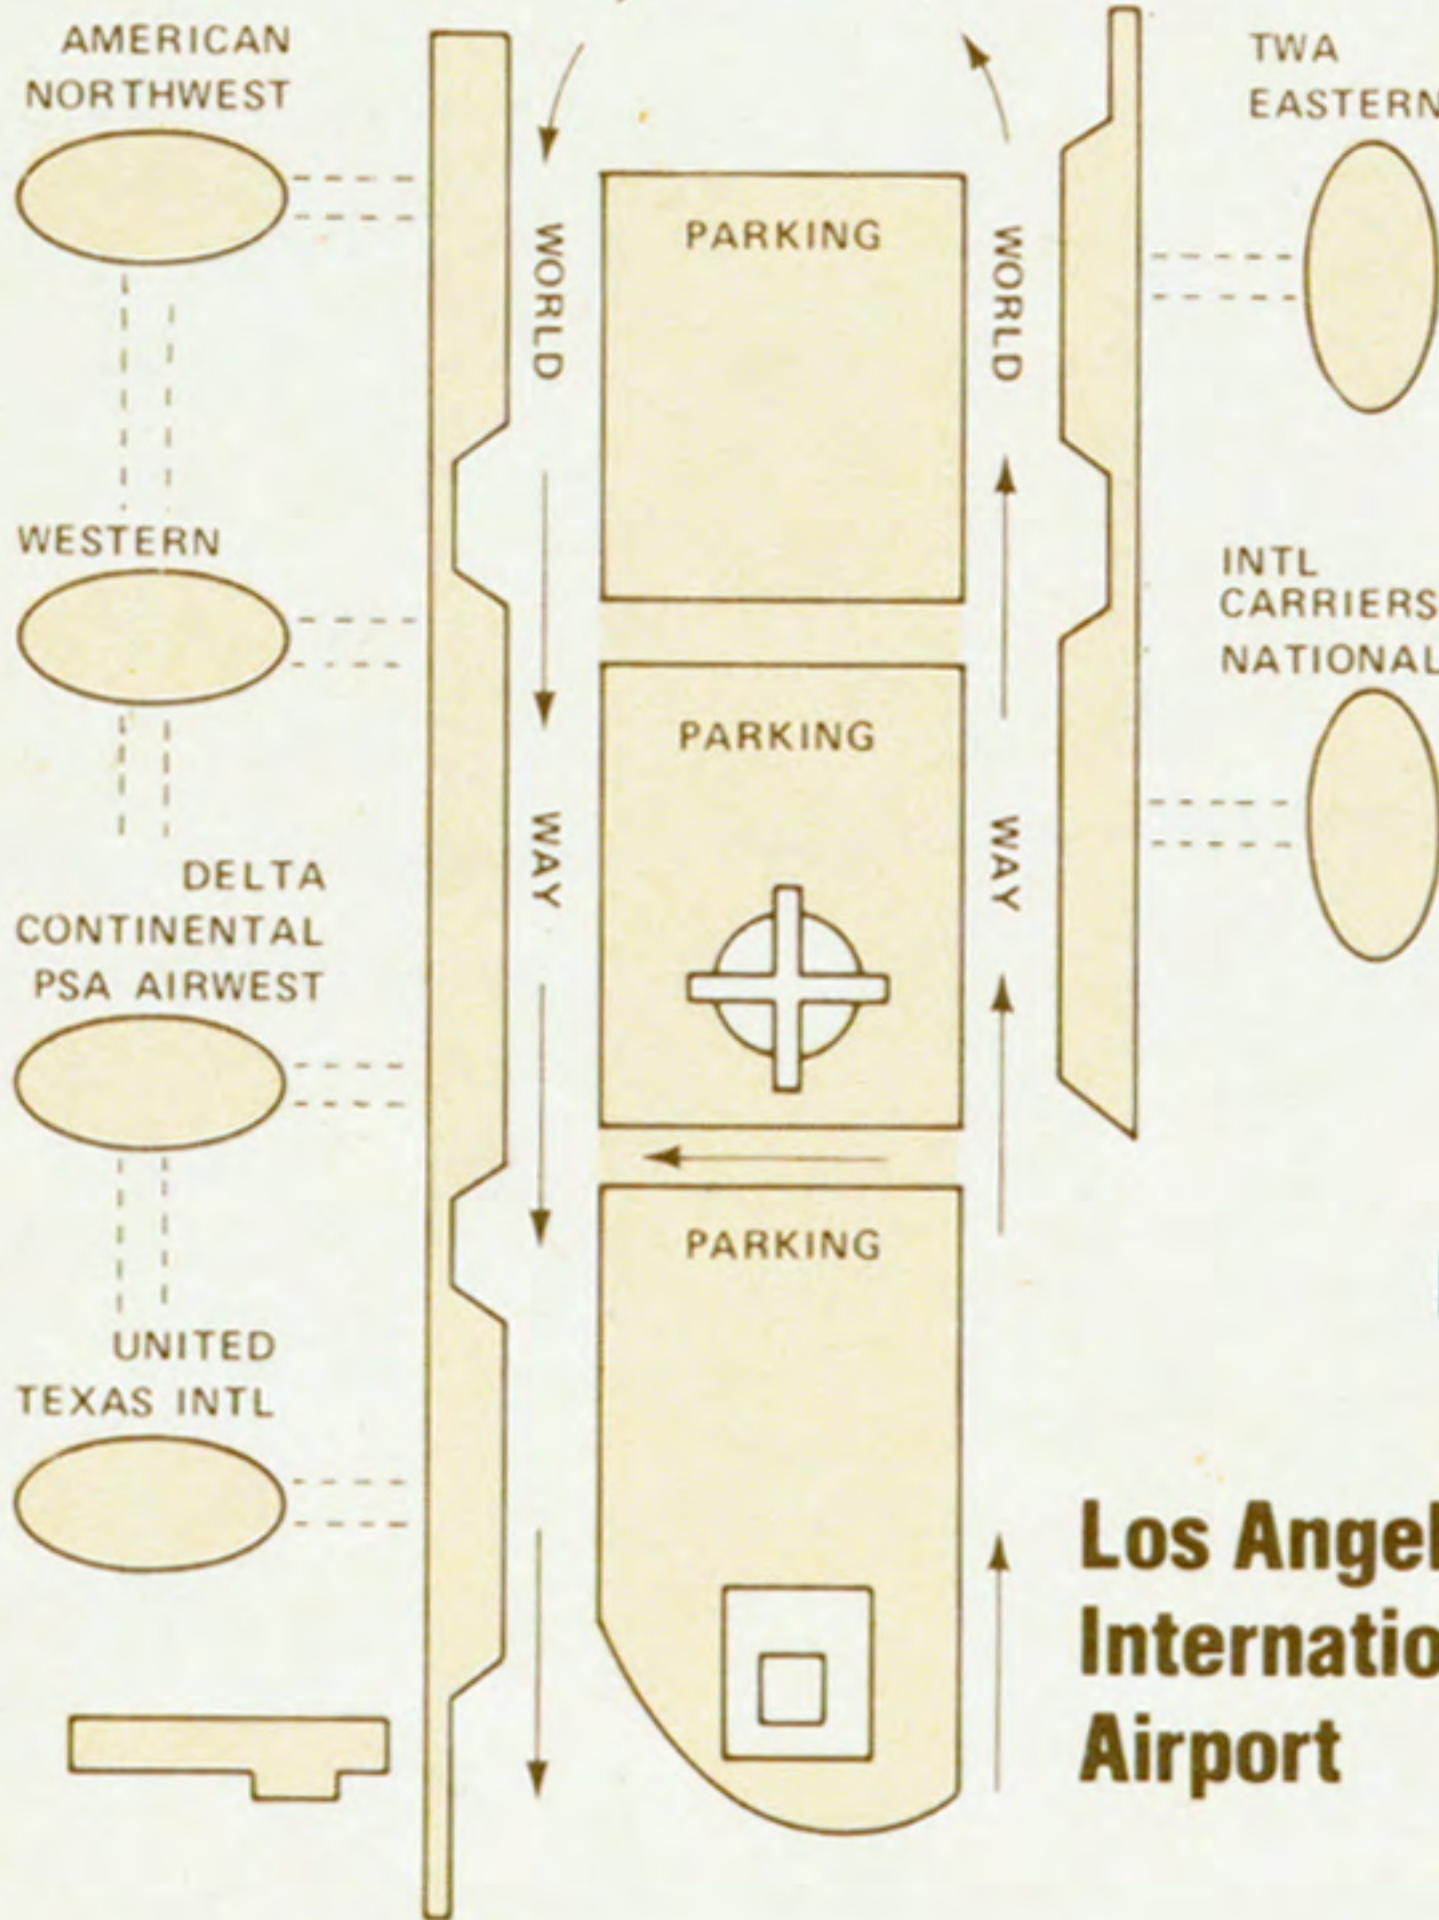 AMERICAN
NORTHWEST
TWA
EASTERN
PARKING
WORLD
WORLD
WESTERN
INTL
CARRIERS
NATIONAL
PARKING
WAY
WAY
DELTA
CONTINENTAL
PSA AIRWEST
PARKING
UNITED
TEXAS INTL
Los Angel
Internatio
Airport